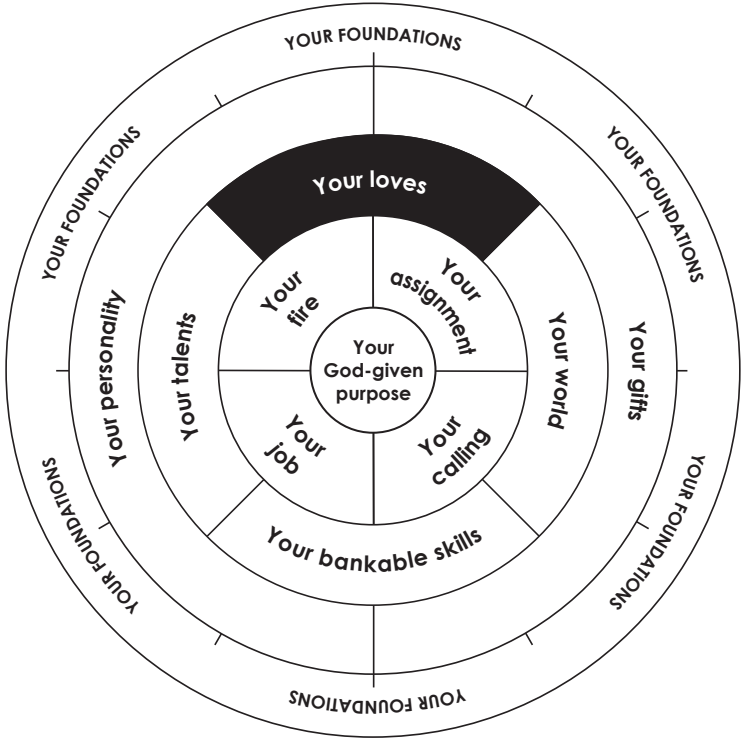 YOUR FOUNDATIONS
YOUR FOUNDATIONS
YOUR FOUNDATIONS
Your loves
Your
fire
Your
assignment
Your personality
Your talents
Your
God-given
purpose
Your world
Your gifts
Your
job
Your
calling
Your bankable skills
YOUR FOUNDATIONS
YOUR FOUNDATIONS
YOUR FOUNDATIONS